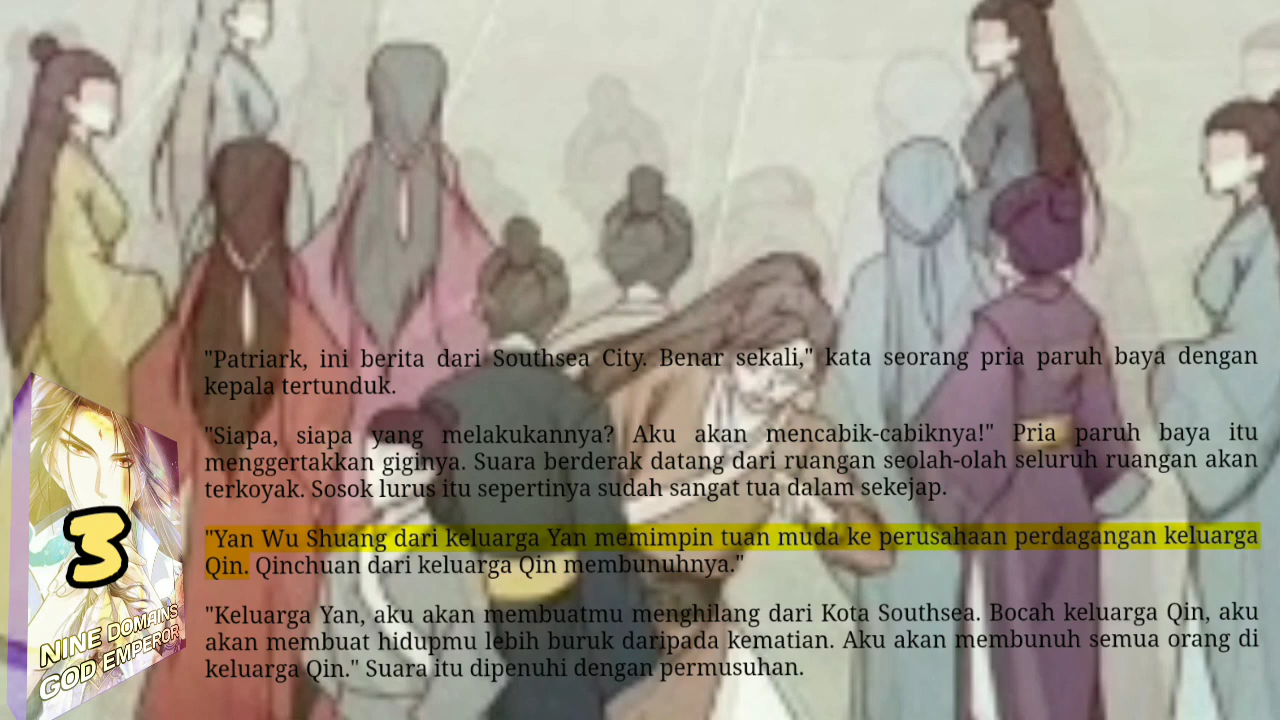 "Patriark, ini berita dari Southsea City. Benar sekali," kata seorang pria paruh baya dengan
kepala tertunduk.
"Siapa, siapa yang melakukannya? Aku akan mencabik-cabiknya!" Pria paruh baya itu
menggertakkan giginya. Suara berderak datang dari ruangan seolah-olah seluruh ruangan akan
terkoyak. Sosok lurus itu sepertinya sudah sangat tua dalam sekejap.
"Yan Wu Shuang dari keluarga Yan memimpin tuan muda ke perusahaan perdagangan keluarga
Qin. Qinchuan dari keluarga Qin membunuhnya."
"Keluarga Yan, aku akan membuatmu menghilang dari Kota Southsea. Bocah keluarga Qin, aku
akan membuat hidupmu lebih buruk daripada kematian. Aku akan membunuh semua orang di
keluarga Qin." Suara itu dipenuhi dengan permusuhan.
3
NINE DOMAINS
GOD EMPEROR